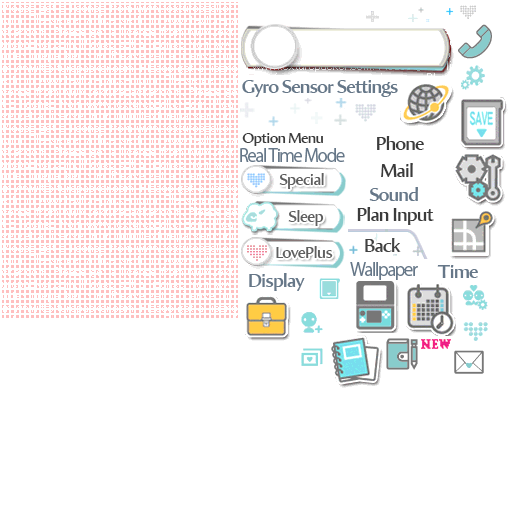 Gyro Sensor Settings
SAVE
Option Menu
Phone
Real Time Mode
Mail
Special
Sound
Sleep
Plan Input
LovePlus
Back
Wallpaper
Time
Display
NEW